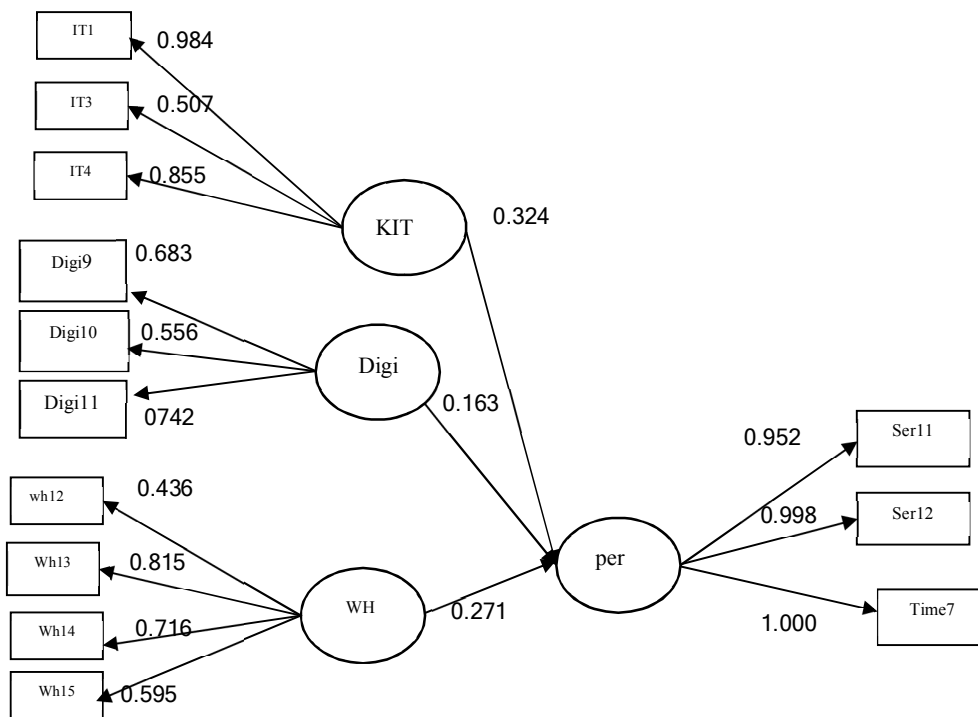 IT1
0.984
IT3
0.507
IT4
0.855
KIT
0.324
Digi9
0.683
Digi10
0.556
Digi11
0742
Digi
0.163
wh12
0.436
Wh13
0.815
Wh14
0.716
Wh15
0.595
WH
0.271
per
0.952
Ser11
0.998
Ser12
1.000
Time7